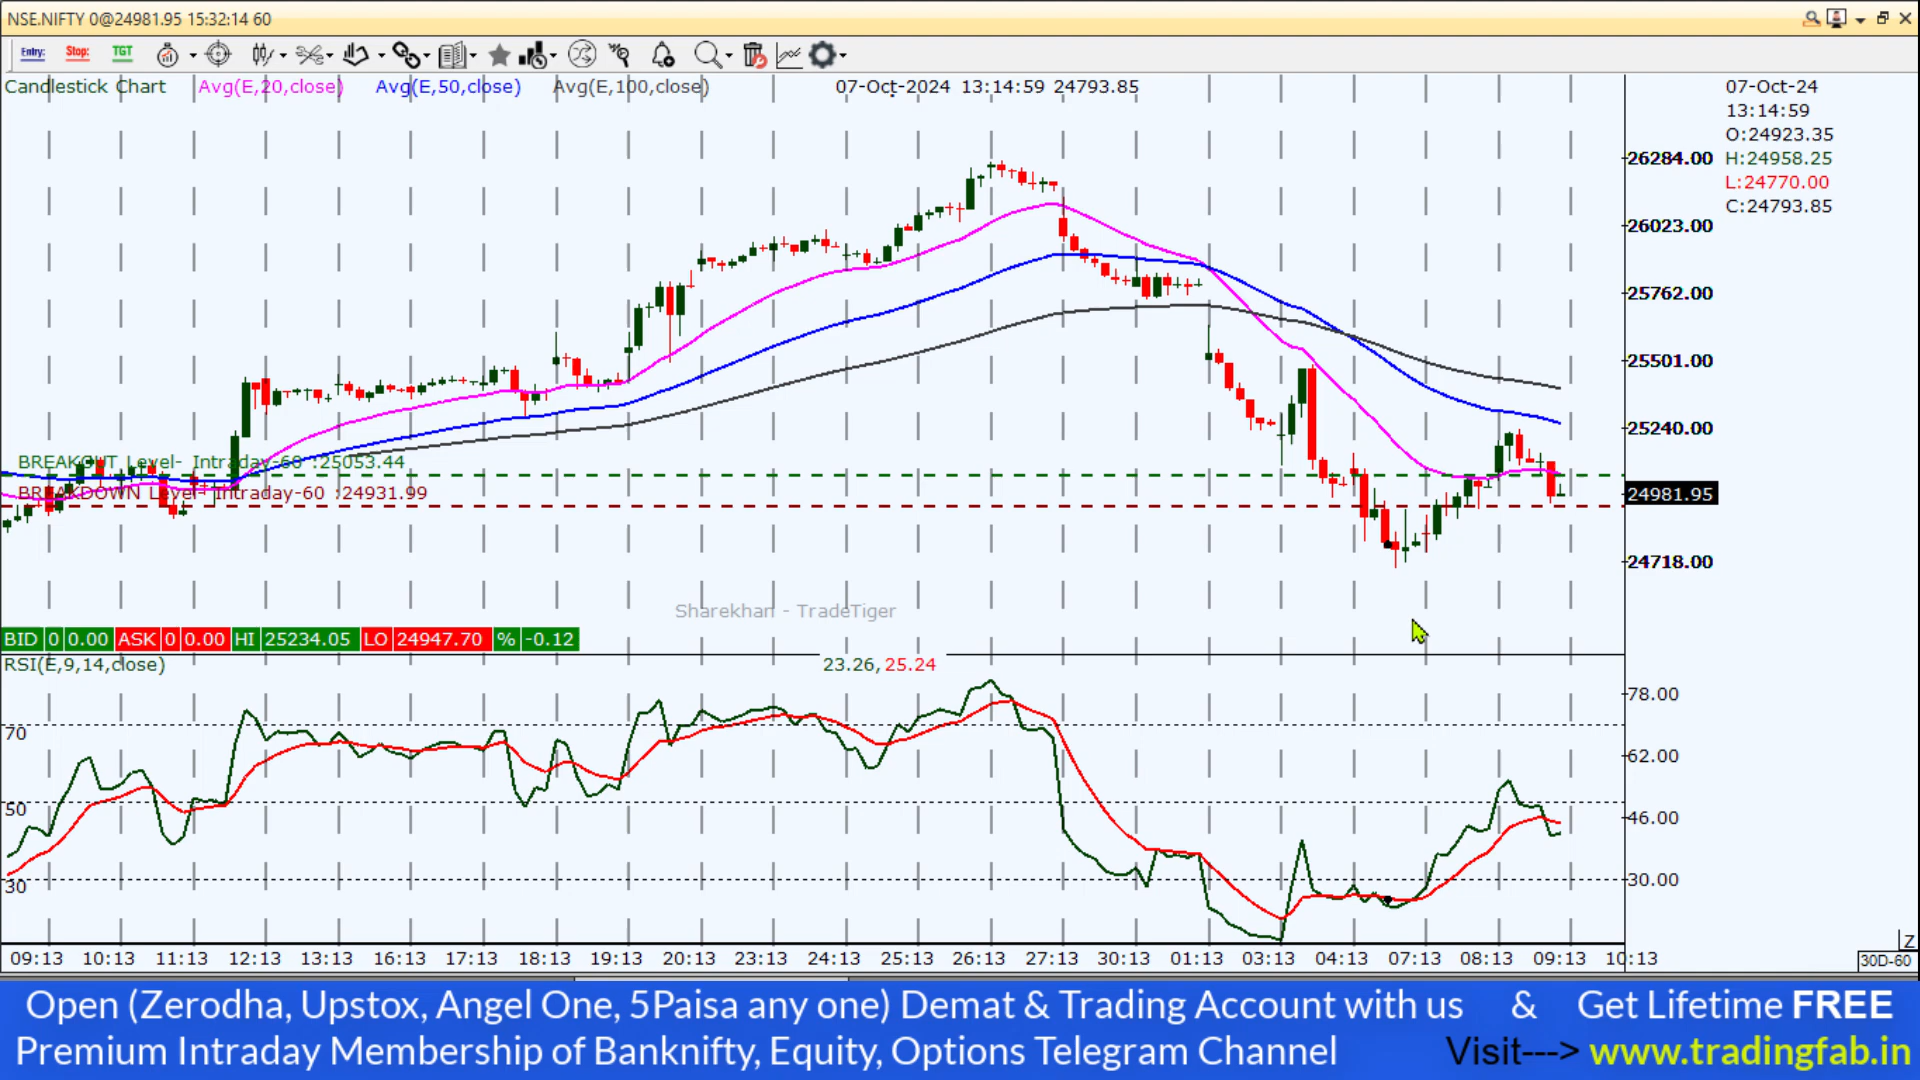 NSE.NIFTY 0@24981.95 15:32:14 60
Entry: Stop: TGT
Candlestick Chart Avg(E,20,close) Avg(E,50,close) Avg(E,100,close) 07-Oct-2024 13:14:59 24793.85
07-Oct-24
13:14:59
O:24923.35
H:24958.25
L:24770.00
C:24793.85
26284.00
26023.00
25762.00
25501.00
25240.00
24981.95
24718.00
BREAKOUT Level- Intraday-60 :25053.44
BREAKDOWN Level- Intraday-60 :24931.99
Sharekhan - TradeTiger
BID 0 0.00 ASK 0 0.00 HI 25234.05 LO 24947.70 % -0.12
RSI(E,9,14,close) 23.26, 25.24
78.00
70
62.00
50
46.00
30
30.00
Z
09:13 10:13 11:13 12:13 13:13 16:13 17:13 18:13 19:13 20:13 23:13 24:13 25:13 26:13 27:13 30:13 01:13 03:13 04:13 07:13 08:13 09:13 10:13
30D-60
Open (Zerodha, Upstox, Angel One, 5Paisa any one) Demat & Trading Account with us & Get Lifetime FREE
Premium Intraday Membership of Banknifty, Equity, Options Telegram Channel Visit---> www.tradingfab.in